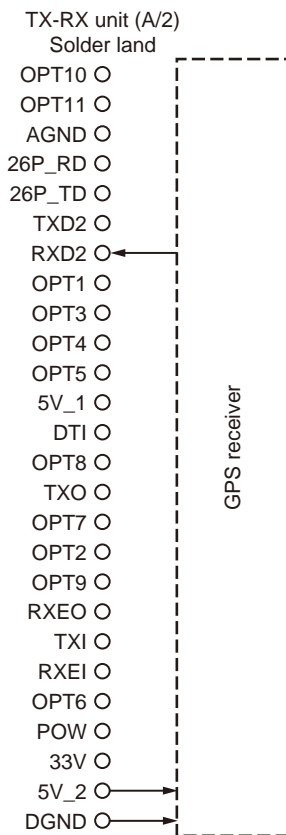 TX-RX unit (A/2)
Solder land
OPT10
OPT11
AGND
26P_RD
26P_TD
TXD2
RXD2
OPT1
OPT3
OPT4
OPT5
5V_1
DTI
OPT8
TXO
OPT7
OPT2
OPT9
RXEO
TXI
RXEI
OPT6
POW
33V
5V_2
DGND
GPS receiver